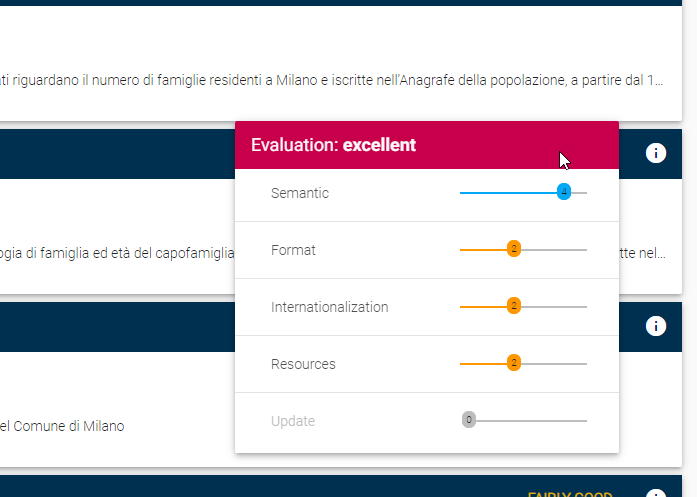 ati riguardano il numero di famiglie residenti a Milano e iscritte nell'Anagrafe della popolazione, a partire dal 1...
Evaluation: excellent
Semantic 4
ogia di famiglia ed età del capofamiglia
tte nel...
Format 2
Internationalization 2
Resources 2
Update 0
el Comune di Milano
FAIRLY GOOD